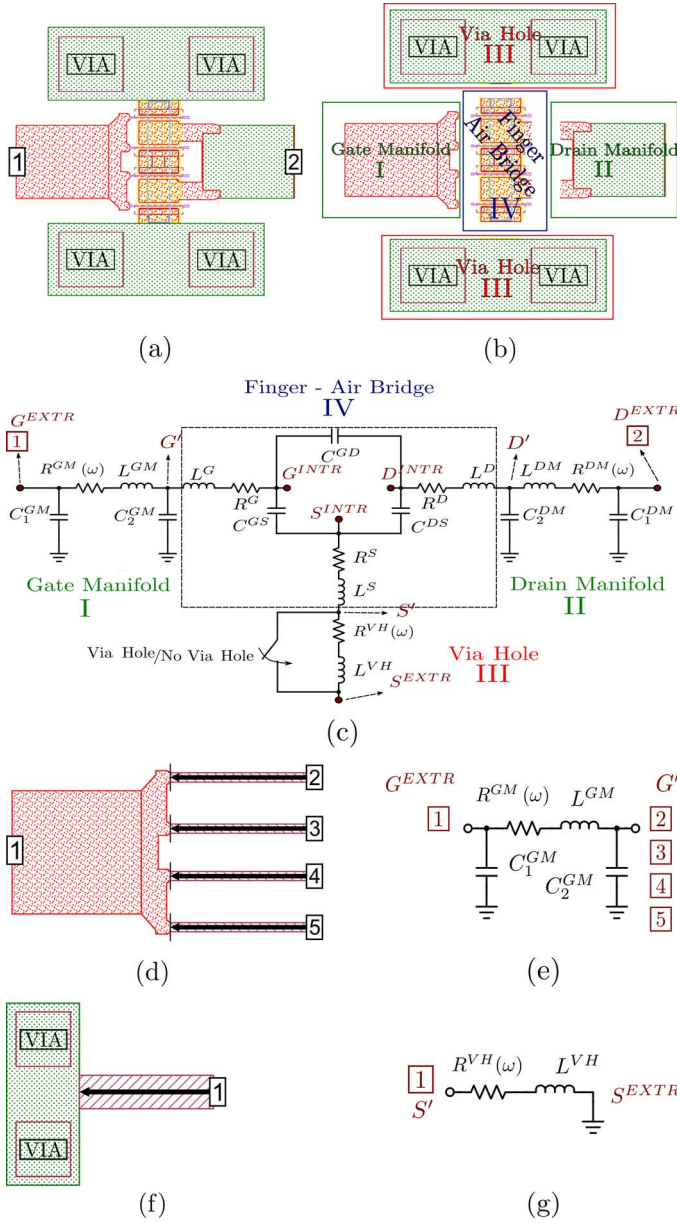 VIA VIA
1 2
VIA VIA
(a)
VIA Via Hole VIA
III
Gate Manifold
I
Finger
Air Bridge
IV
Drain Manifold
II
VIA Via Hole VIA
III
(b)
Finger - Air Bridge
IV
G^{EXTR}
1
R^{GM}(ω) L^{GM}
C_1^{GM} C_2^{GM}
G'
L^G R^G
G^{INTR}
C^{GD}
C^{GS}
S^{INTR}
D^{INTR}
C^{DS}
R^D L^D
D'
L^{DM} R^{DM}(ω)
D^{EXTR}
2
C_2^{DM} C_1^{DM}
R^S
L^S
Gate Manifold
I
Drain Manifold
II
S'
R^{VH}(ω)
Via Hole/No Via Hole
L^{VH}
Via Hole
III
S^{EXTR}
(c)
1
2
3
4
5
(d)
G^{EXTR}
1
R^{GM}(ω) L^{GM}
G'
2
3
4
5
C_1^{GM}
C_2^{GM}
(e)
VIA
1
VIA
(f)
1
S'
R^{VH}(ω) L^{VH}
S^{EXTR}
(g)